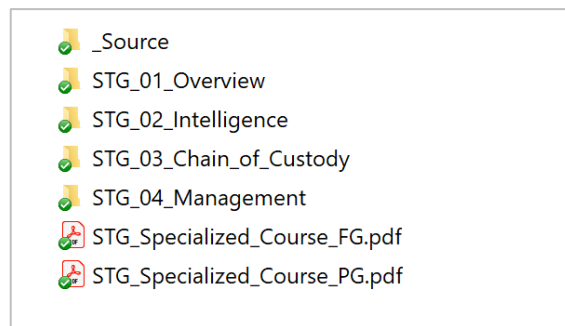 _Source
STG_01_Overview
STG_02_Intelligence
STG_03_Chain_of_Custody
STG_04_Management
STG_Specialized_Course_FG.pdf
STG_Specialized_Course_PG.pdf